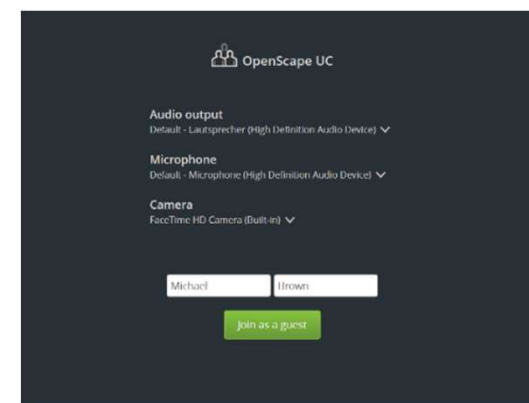 OpenScape UC
Audio output
Default - Lautsprecher (High Definition Audio Device)
Microphone
Default - Microphone (High Definition Audio Device)
Camera
FaceTime HD Camera (Built-in)
Michael Brown
Join as a guest